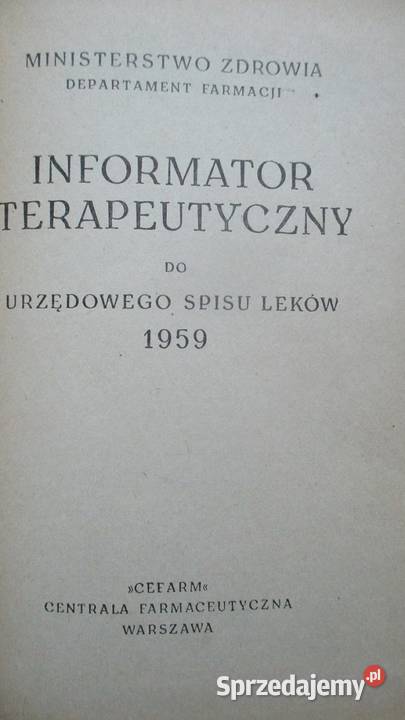 MINISTERSTWO ZDROWIA
DEPARTAMENT FARMACJI
INFORMATOR
TERAPEUTYCZNY
DO
URZĘDOWEGO SPISU LEKÓW
1959
»CEFARM«
CENTRALA FARMACEUTYCZNA
WARSZAWA
Sprzedajemy.pl